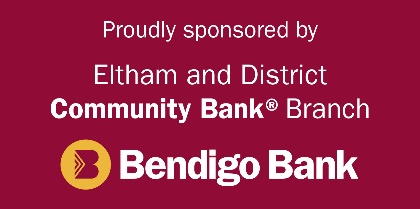 Proudly sponsored by
Eltham and District
Community Bank® Branch
Bendigo Bank